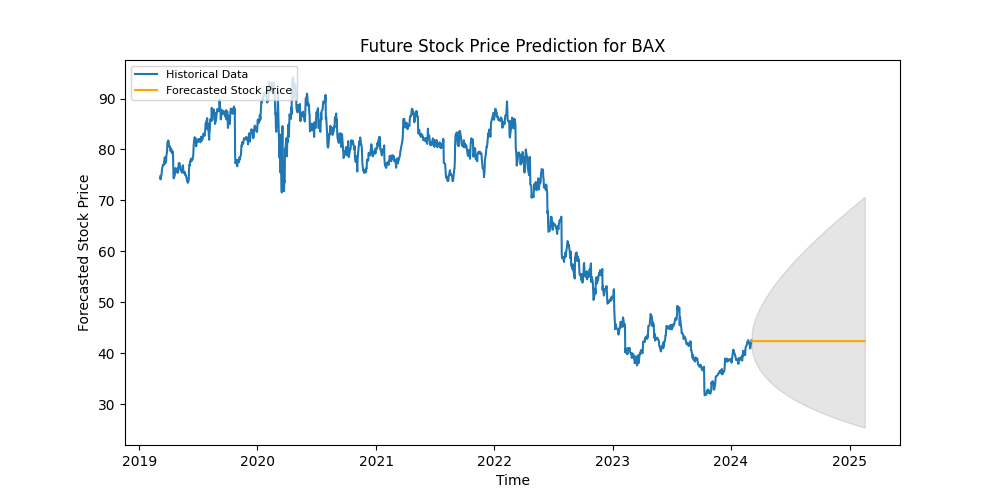 Future Stock Price Prediction for BAX
Historical Data
Forecasted Stock Price
90
80
70
60
50
40
30
Forecasted Stock Price
2019
2020
2021
2022
2023
2024
2025
Time